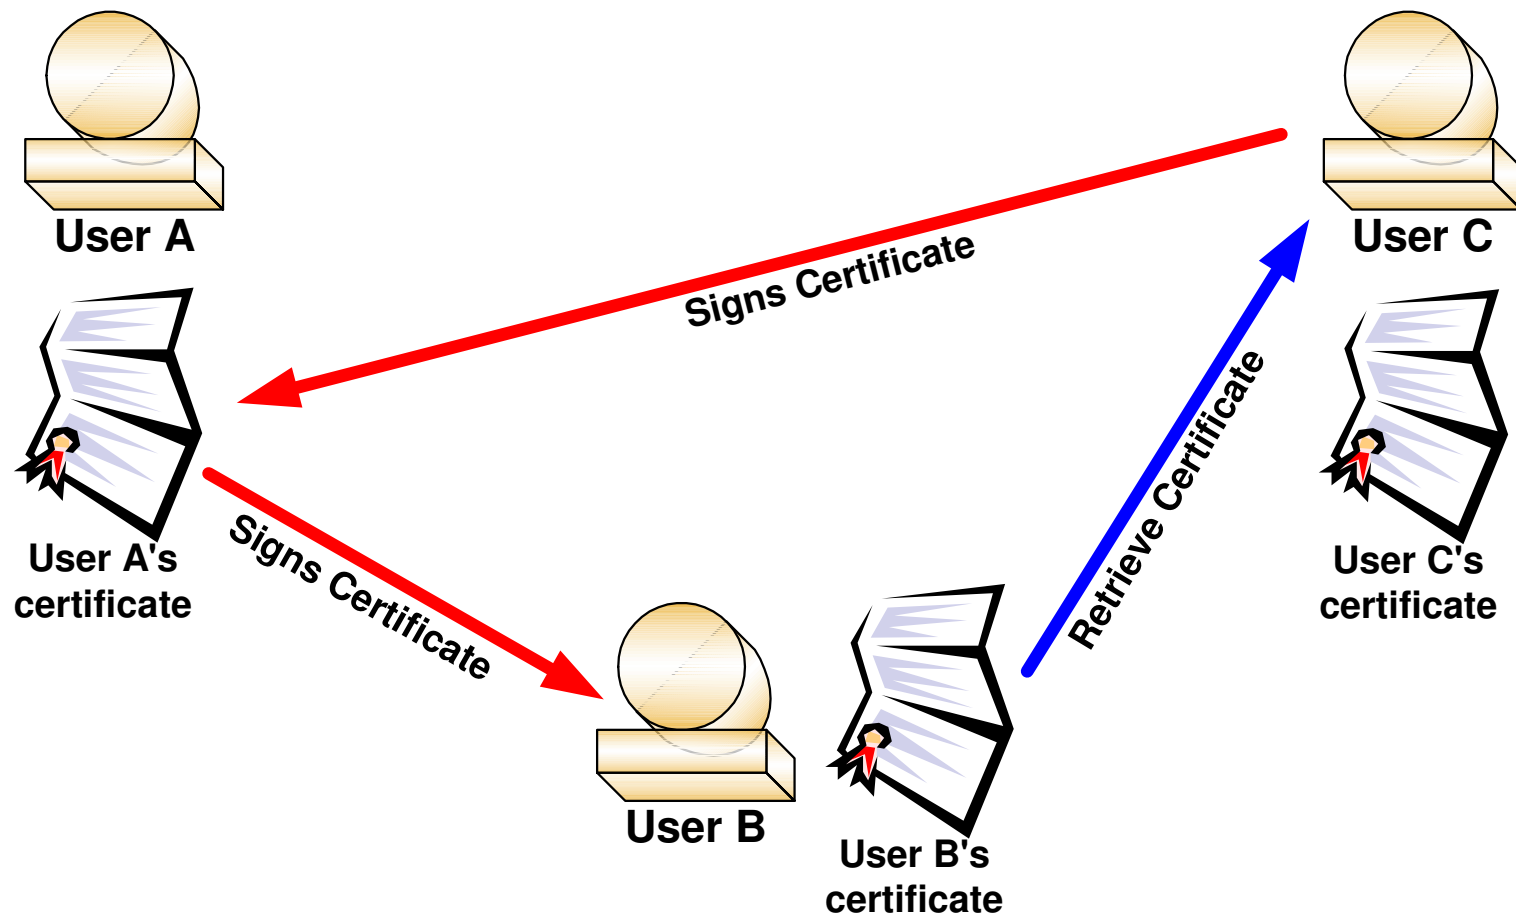 User A
User C
Signs Certificate
Retrieve Certificate
User A's
certificate
User C's
certificate
Signs Certificate
User B
User B's
certificate